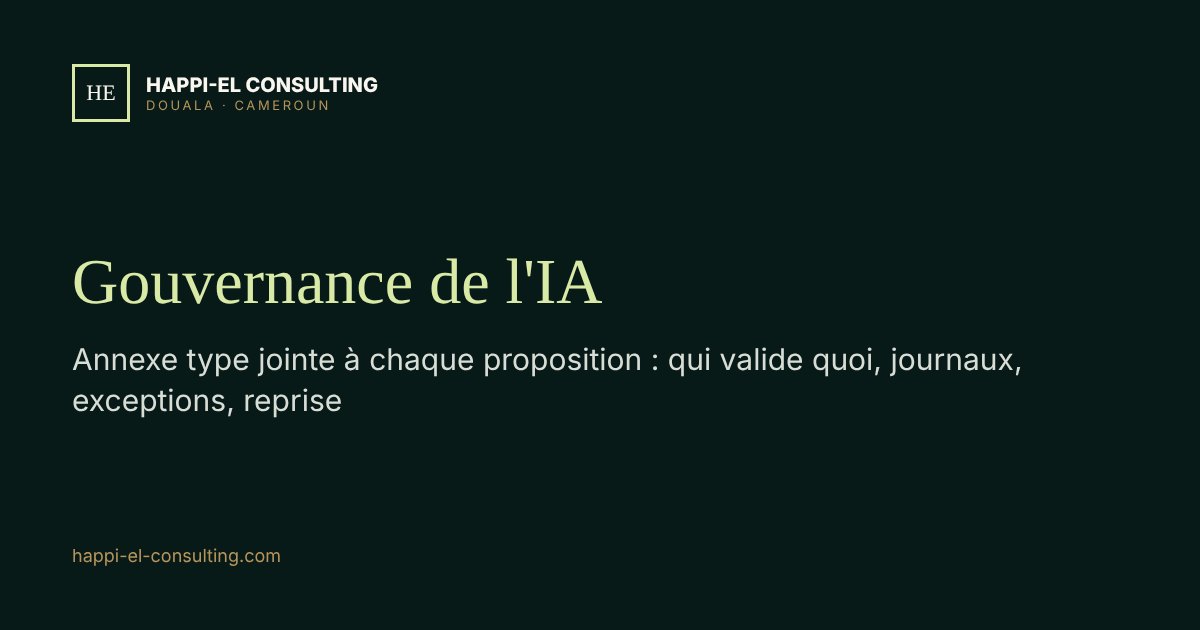 HE
HAPPI-EL CONSULTING
DOUALA · CAMEROUN
Gouvernance de l'IA
Annexe type jointe à chaque proposition : qui valide quoi, journaux,
exceptions, reprise
happi-el-consulting.com